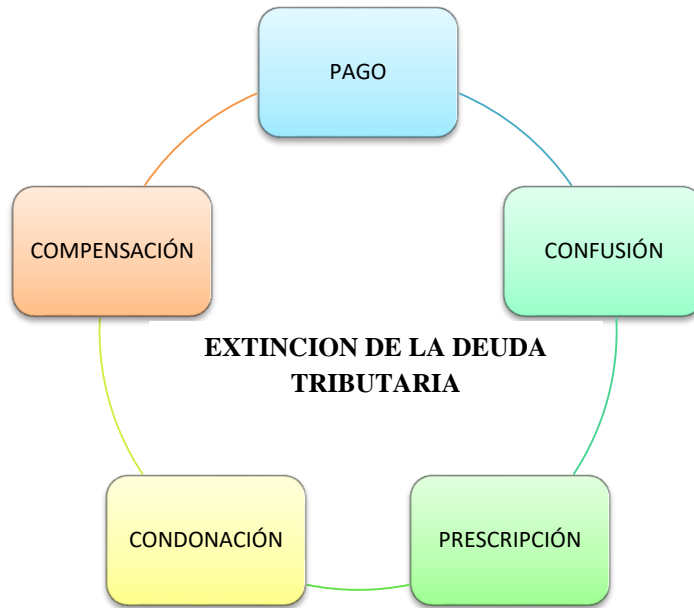 PAGO
COMPENSACIÓN
CONFUSIÓN
EXTINCION DE LA DEUDA
TRIBUTARIA
CONDONACIÓN
PRESCRIPCIÓN